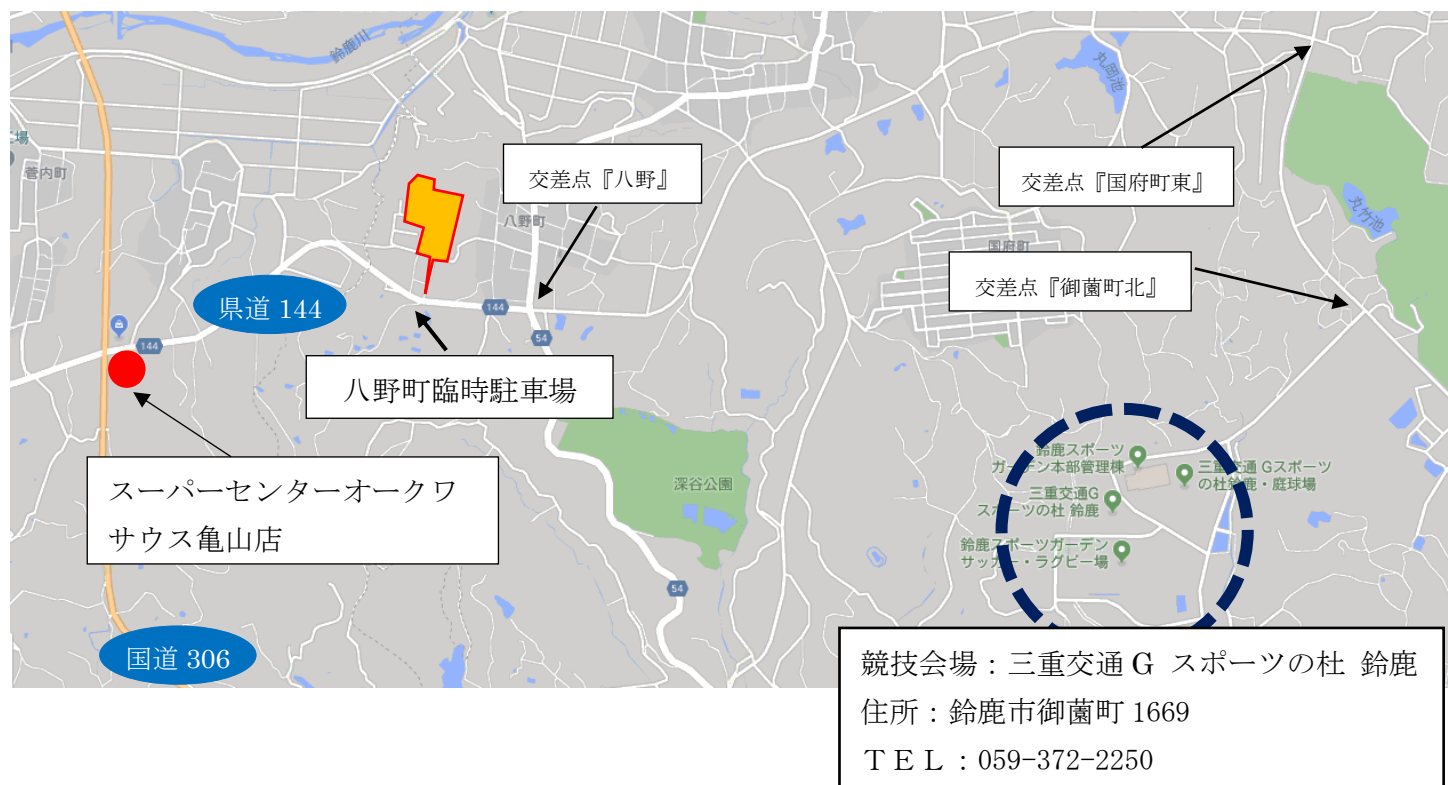 鈴鹿川
丸岡池
場
菅内町
交差点『八野』
八野町
交差点『国府町東』
丸竹池
国府町
交差点『御薗町北』
県道 144
144
54
144
八野町臨時駐車場
スーパーセンターオークワ
サウス亀山店
深谷公園
54
鈴鹿スポーツ
ガーデン本部管理棟
三重交通 Gスポーツ
の杜鈴鹿・庭球場
三重交通G
スポーツの杜 鈴鹿
鈴鹿スポーツガーデン
サッカー・ラグビー場
国道 306
競技会場：三重交通 G スポーツの杜 鈴鹿
住所：鈴鹿市御薗町 1669
ＴＥＬ：059-372-2250